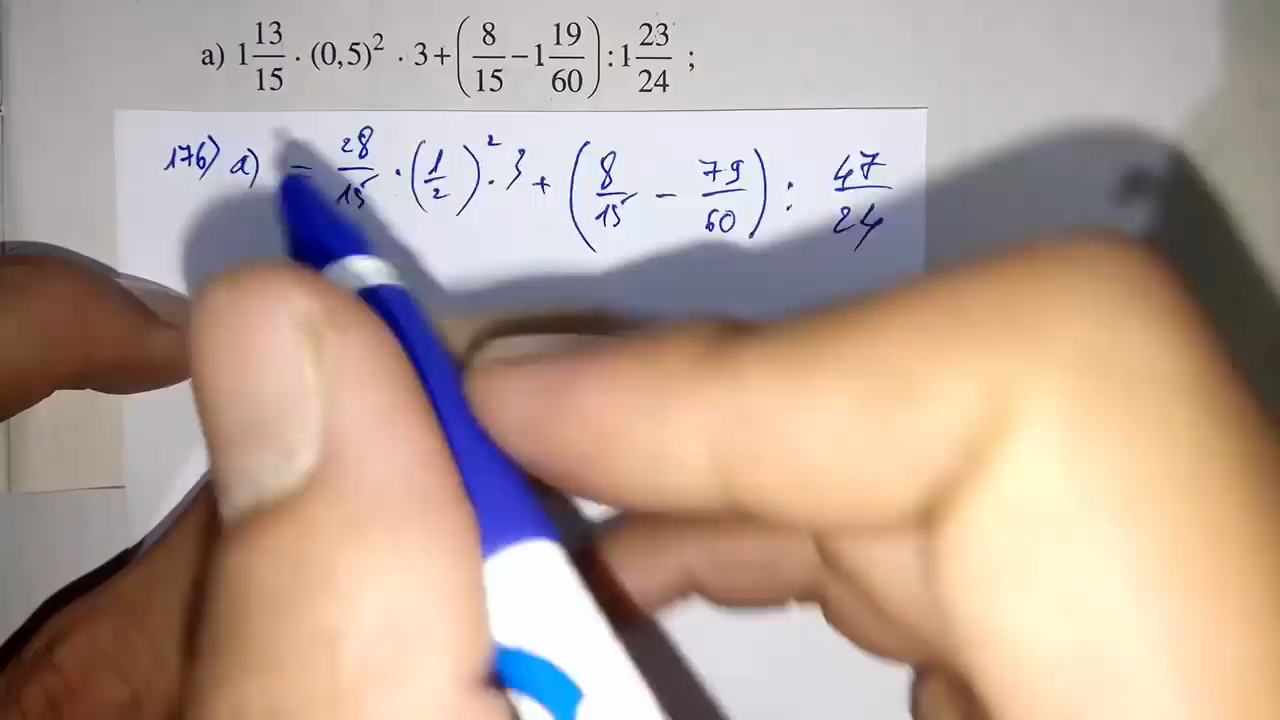 a) 1 13/15 · (0,5)² · 3 + (8/15 − 1 19/60) : 1 23/24 ;
176) a) = 28/15 · (1/2)² · 3 + (8/15 − 79/60) : 47/24